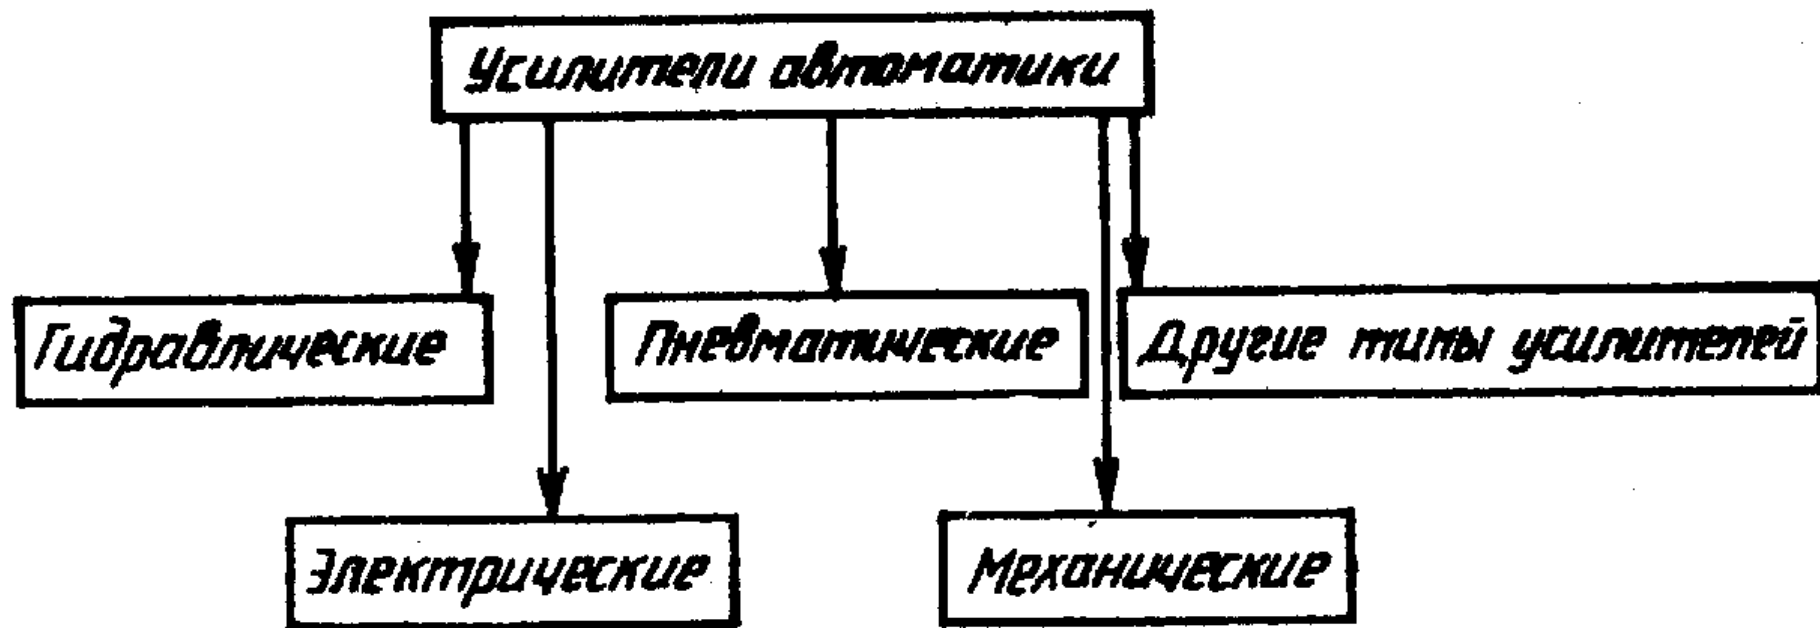 Усилители автоматики
Гидравлические
Пневматические
Другие типы усилителей
Электрические
Механические